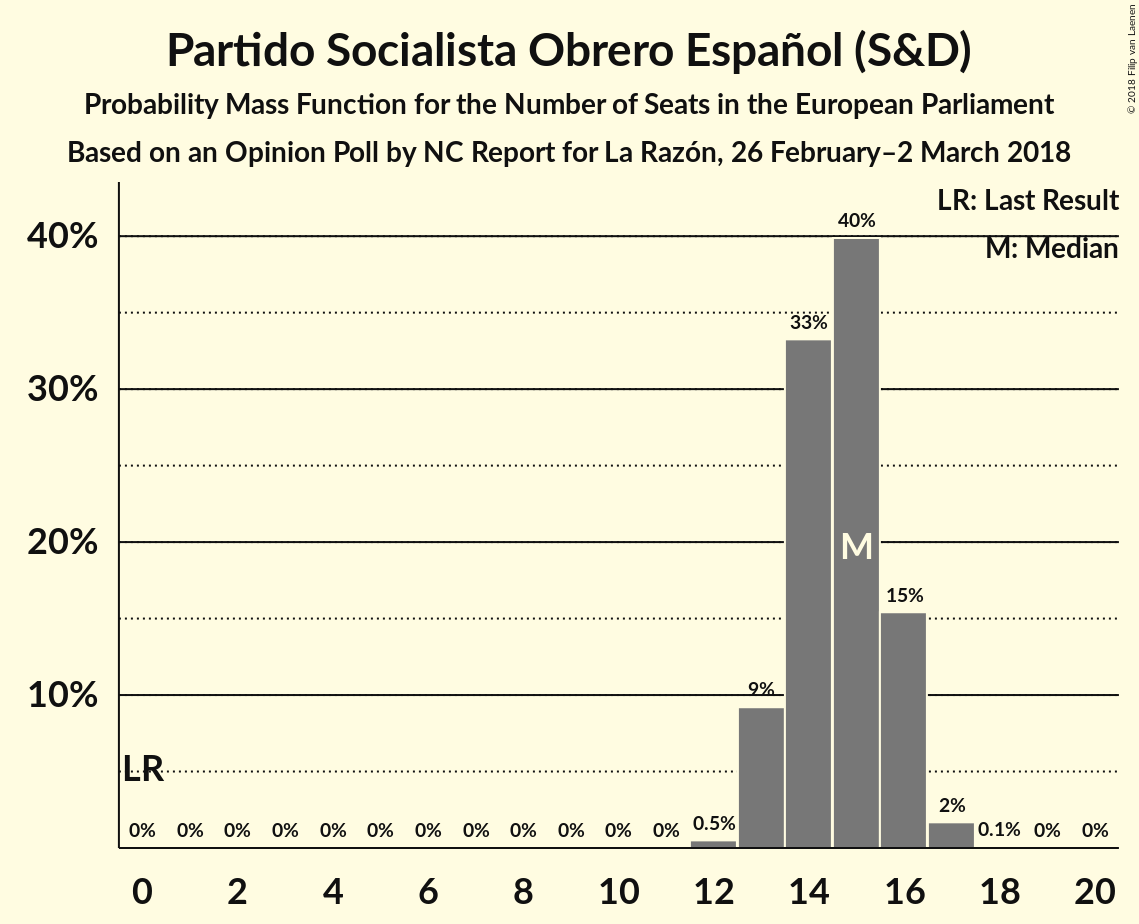 Partido Socialista Obrero Español (S&D)
Probability Mass Function for the Number of Seats in the European Parliament
Based on an Opinion Poll by NC Report for La Razón, 26 February–2 March 2018
© 2018 Filip van Laenen
LR: Last Result
M: Median
40%
30%
20%
10%
40%
33%
M
15%
9%
LR
0% 0% 0% 0% 0% 0% 0% 0% 0% 0% 0% 0% 0.5% 2% 0.1% 0% 0%
0 2 4 6 8 10 12 14 16 18 20